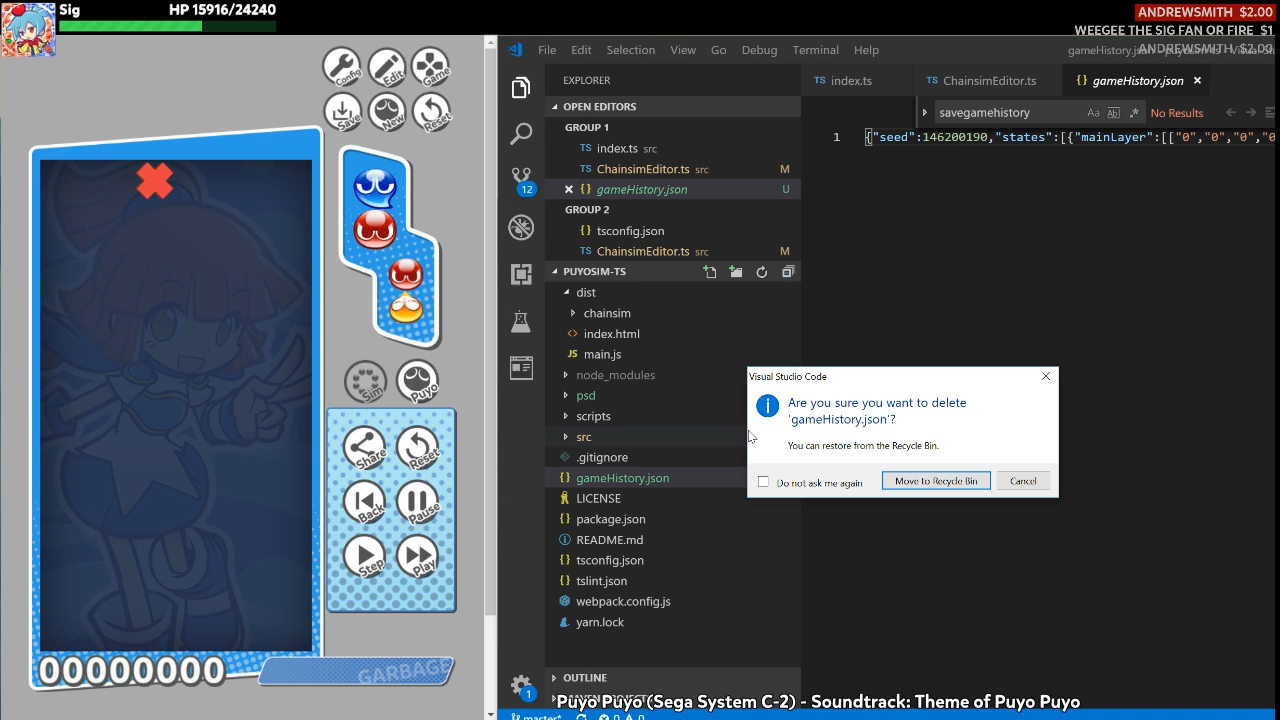 Sig HP 15916/24240
ANDREWSMITH $2.00
WEEGEE THE SIG FAN OR FIRE $1
ANDREWSMITH $2.00
Config Edit Game
Save New Reset
Sim Puyo
Share Reset
Back Pause
Step Play
00000000 GARBAGE
File Edit Selection View Go Debug Terminal Help
EXPLORER
OPEN EDITORS
GROUP 1
index.ts src
ChainsimEditor.ts src M
gameHistory.json U
GROUP 2
tsconfig.json
ChainsimEditor.ts src M
PUYOSIM-TS
dist
chainsim
index.html
main.js
node_modules
psd
scripts
src
.gitignore
gameHistory.json
LICENSE
package.json
README.md
tsconfig.json
tslint.json
webpack.config.js
yarn.lock
OUTLINE
12
1
TS index.ts TS ChainsimEditor.ts {} gameHistory.json
savegamehistory Aa Abl .* No Results
1 {"seed":146200190,"states":[{"mainLayer":[["0","0","0","0
Visual Studio Code
Are you sure you want to delete
'gameHistory.json'?
You can restore from the Recycle Bin.
Do not ask me again Move to Recycle Bin Cancel
Puyo Puyo (Sega System C-2) - Soundtrack: Theme of Puyo Puyo
master*